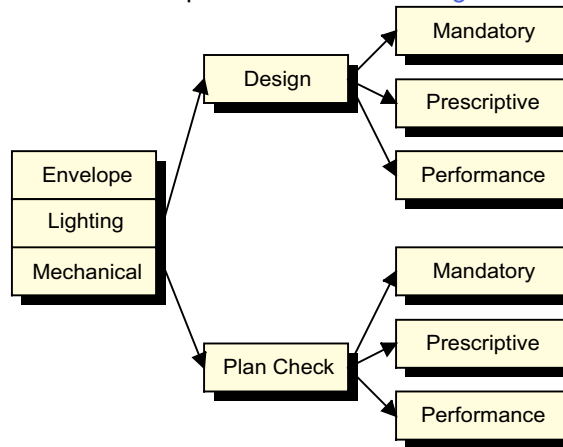 Mandatory
Design
Prescriptive
Performance
Envelope
Lighting
Mechanical
Mandatory
Prescriptive
Plan Check
Performance